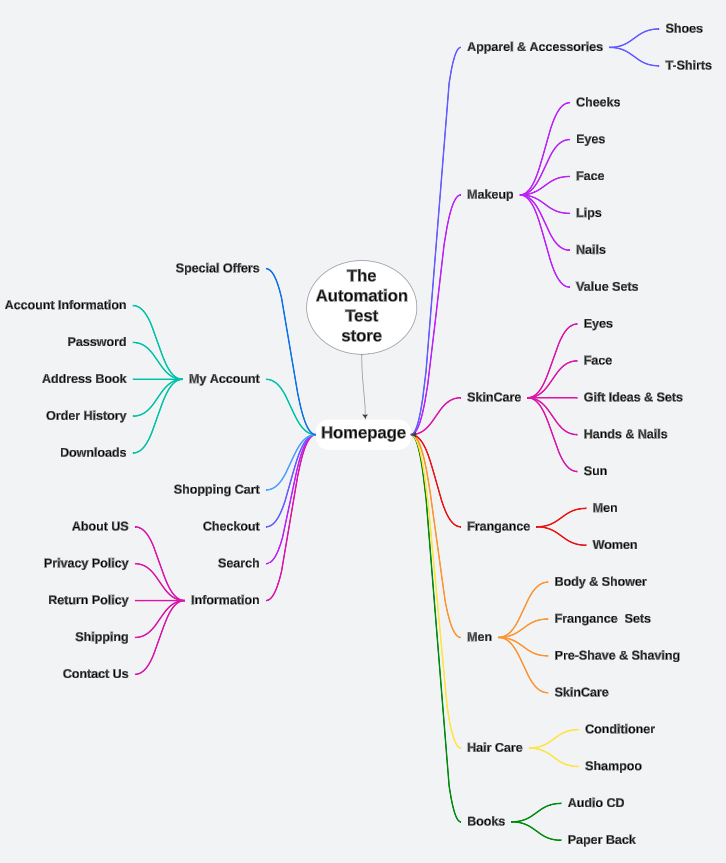 The
Automation
Test
store
Homepage
Special Offers
My Account
Account Information
Password
Address Book
Order History
Downloads
Shopping Cart
Checkout
Search
Information
About US
Privacy Policy
Return Policy
Shipping
Contact Us
Apparel & Accessories
Shoes
T-Shirts
Makeup
Cheeks
Eyes
Face
Lips
Nails
Value Sets
SkinCare
Eyes
Face
Gift Ideas & Sets
Hands & Nails
Sun
Frangance
Men
Women
Men
Body & Shower
Frangance  Sets
Pre-Shave & Shaving
SkinCare
Hair Care
Conditioner
Shampoo
Books
Audio CD
Paper Back